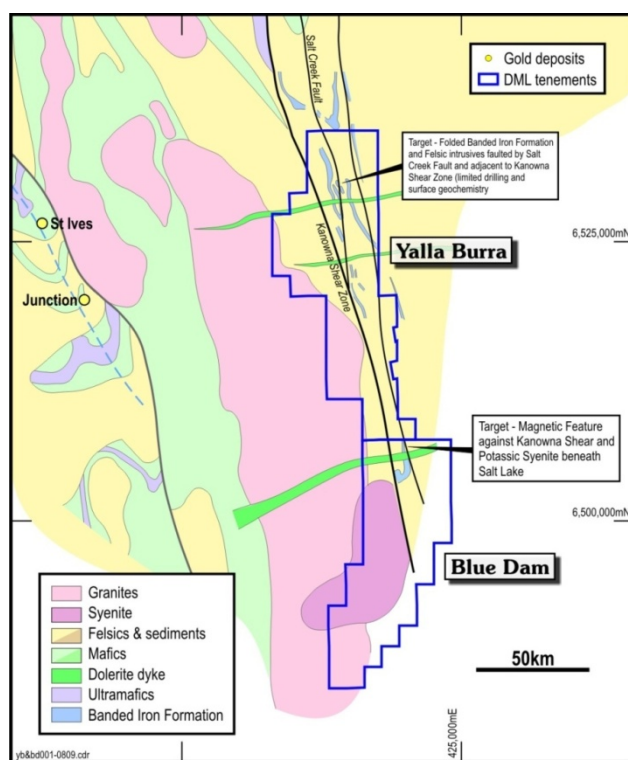 Gold deposits
DML tenements
Salt Creek Fault
Target - Folded Banded Iron Formation
and Felsic intrusives faulted by Salt
Creek Fault and adjacent to Kanowna
Shear Zone (limited drilling and
surface geochemistry
St Ives
6,525,000mN
Yalla Burra
Kanowna Shear Zone
Junction
Target - Magnetic Feature
against Kanowna Shear and
Potassic Syenite beneath
Salt Lake
6,500,000mN
Blue Dam
Granites
Syenite
Felsics & sediments
Mafics
Dolerite dyke
Ultramafics
Banded Iron Formation
50km
425,000mE
yb&bd001-0809.cdr